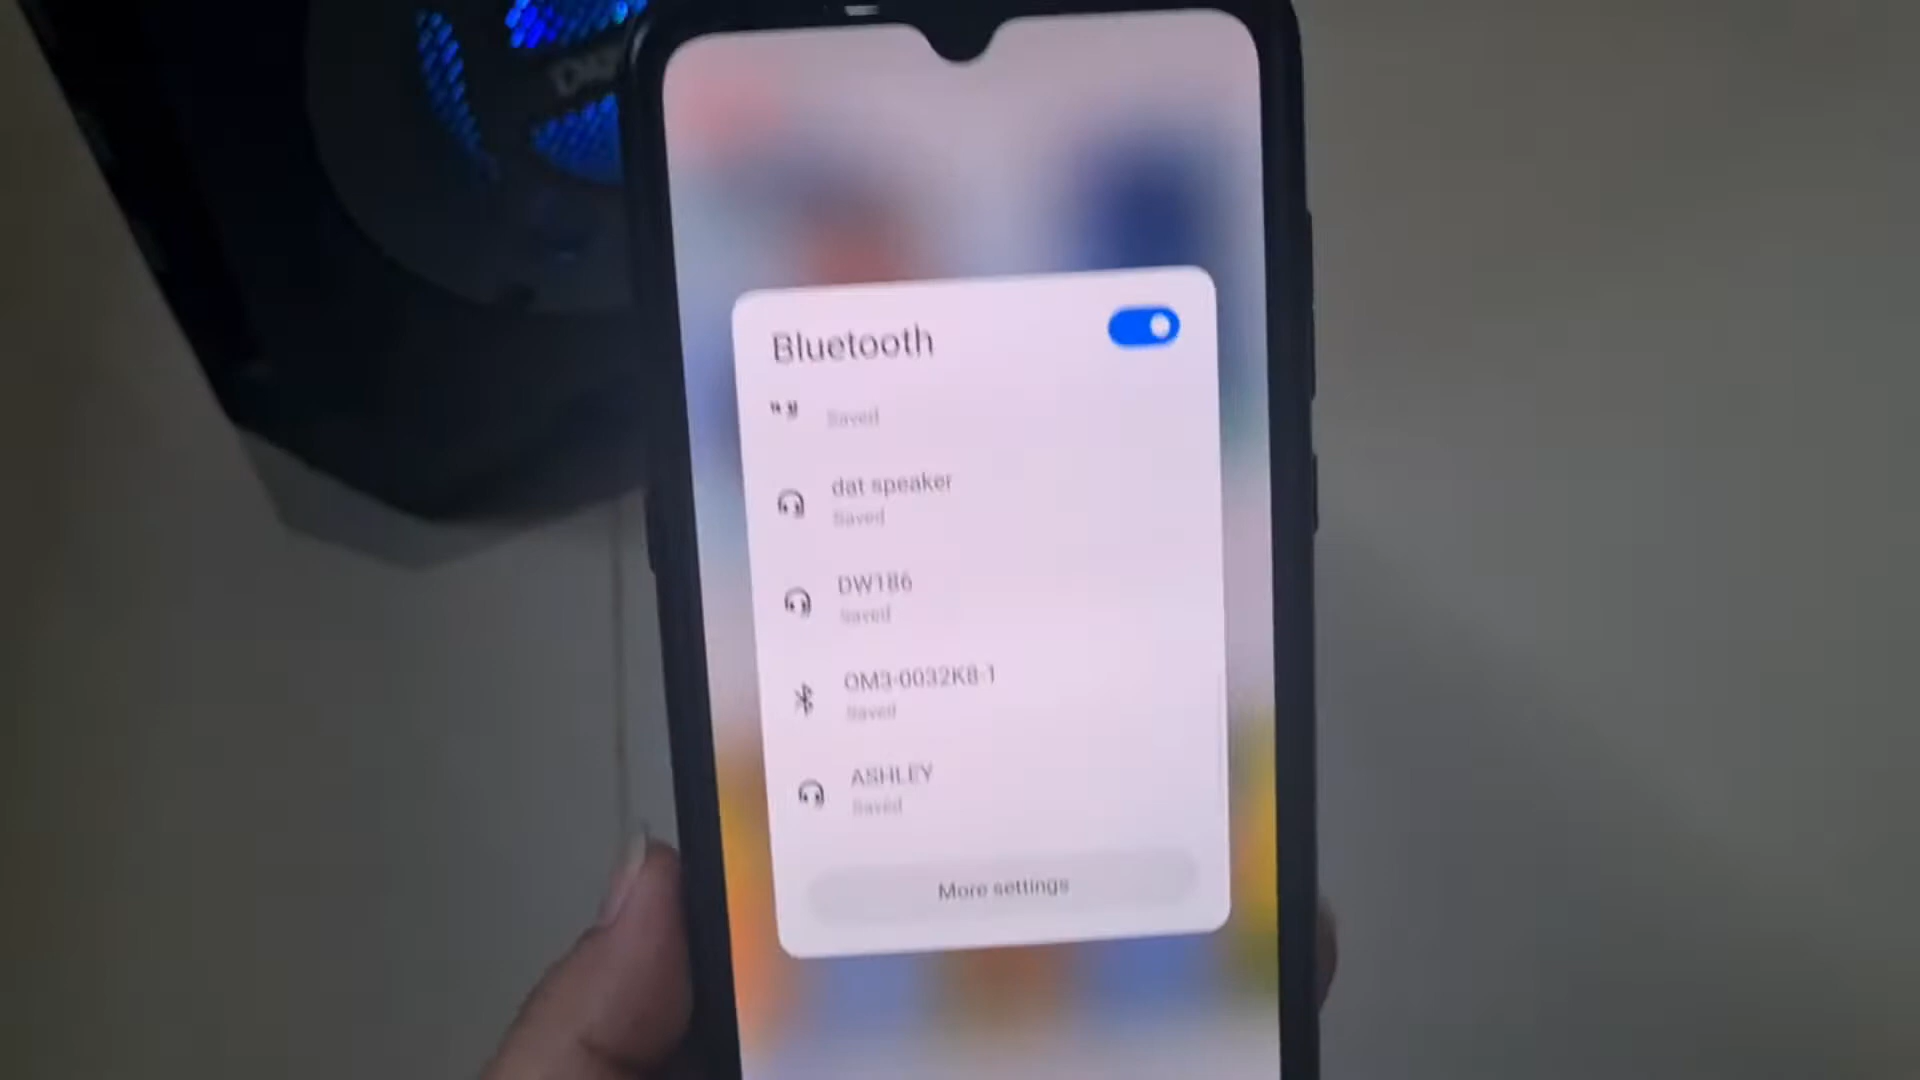 Bluetooth
Saved
dat speaker
Saved
DW186
Saved
OM3-0032K8-1
Saved
ASHLEY
Saved
More settings